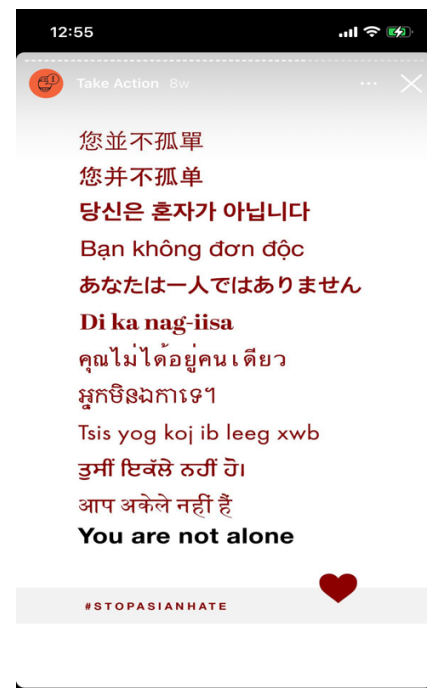 12:55
Take Action 8w
您並不孤單
您并不孤单
당신은 혼자가 아닙니다
Bạn không đơn độc
あなたは一人ではありません
Di ka nag-iisa
คุณไม่ได้อยู่คนเดียว
អ្នកមិនឯកាទេ។
Tsis yog koj ib leeg xwb
ਤੁਸੀਂ ਇਕੱਲੇ ਨਹੀਂ ਹੋ।
आप अकेले नहीं हैं
You are not alone
#STOPASIANHATE